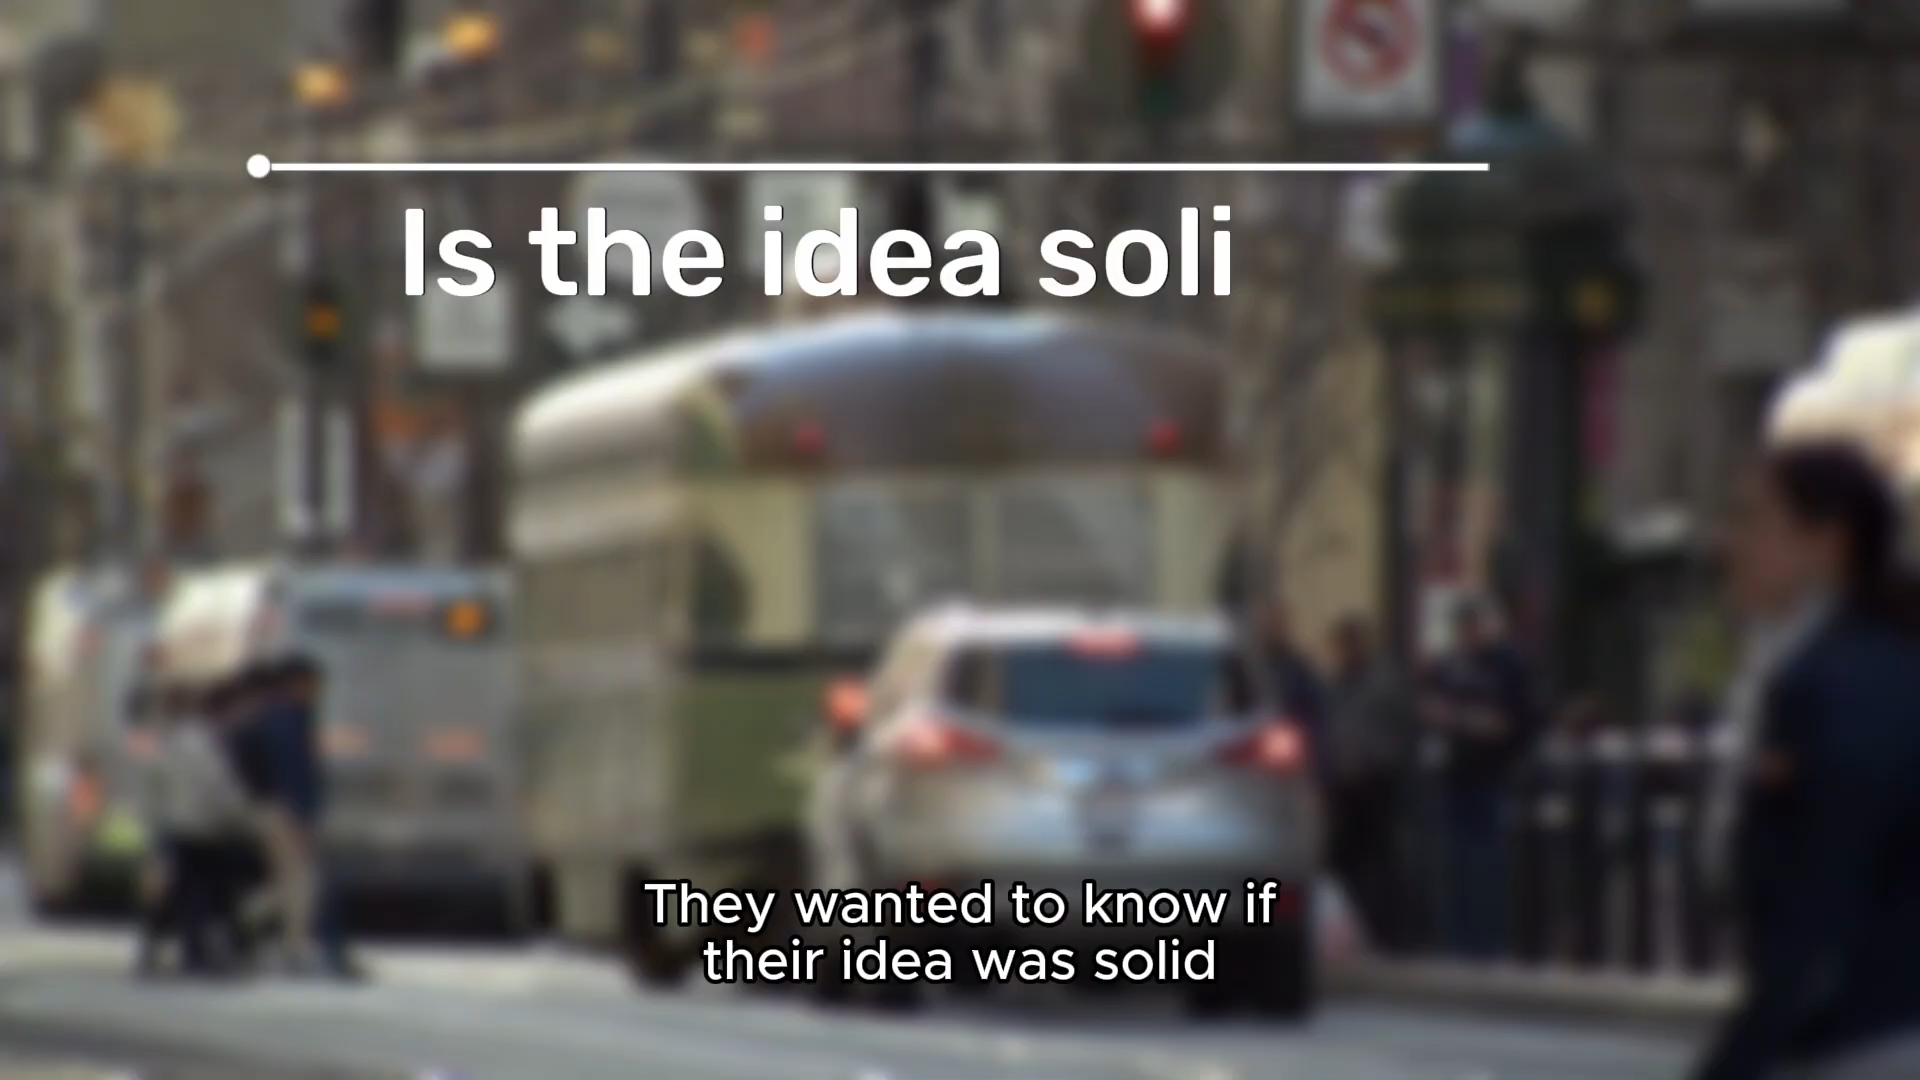 Is the idea soli
They wanted to know if
their idea was solid